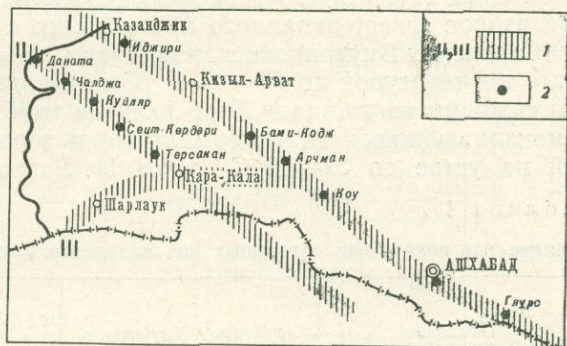 I
Казанджик
II
Иджири
Даната
Чалджа
Кизыл-Арват
Куйляр
Сеит-Кердери
Бами-Кодж
Терсакан
Арчман
Кара-Кала
Коу
Шарлаук
III
АШХАБАД
Гяурс
1
2